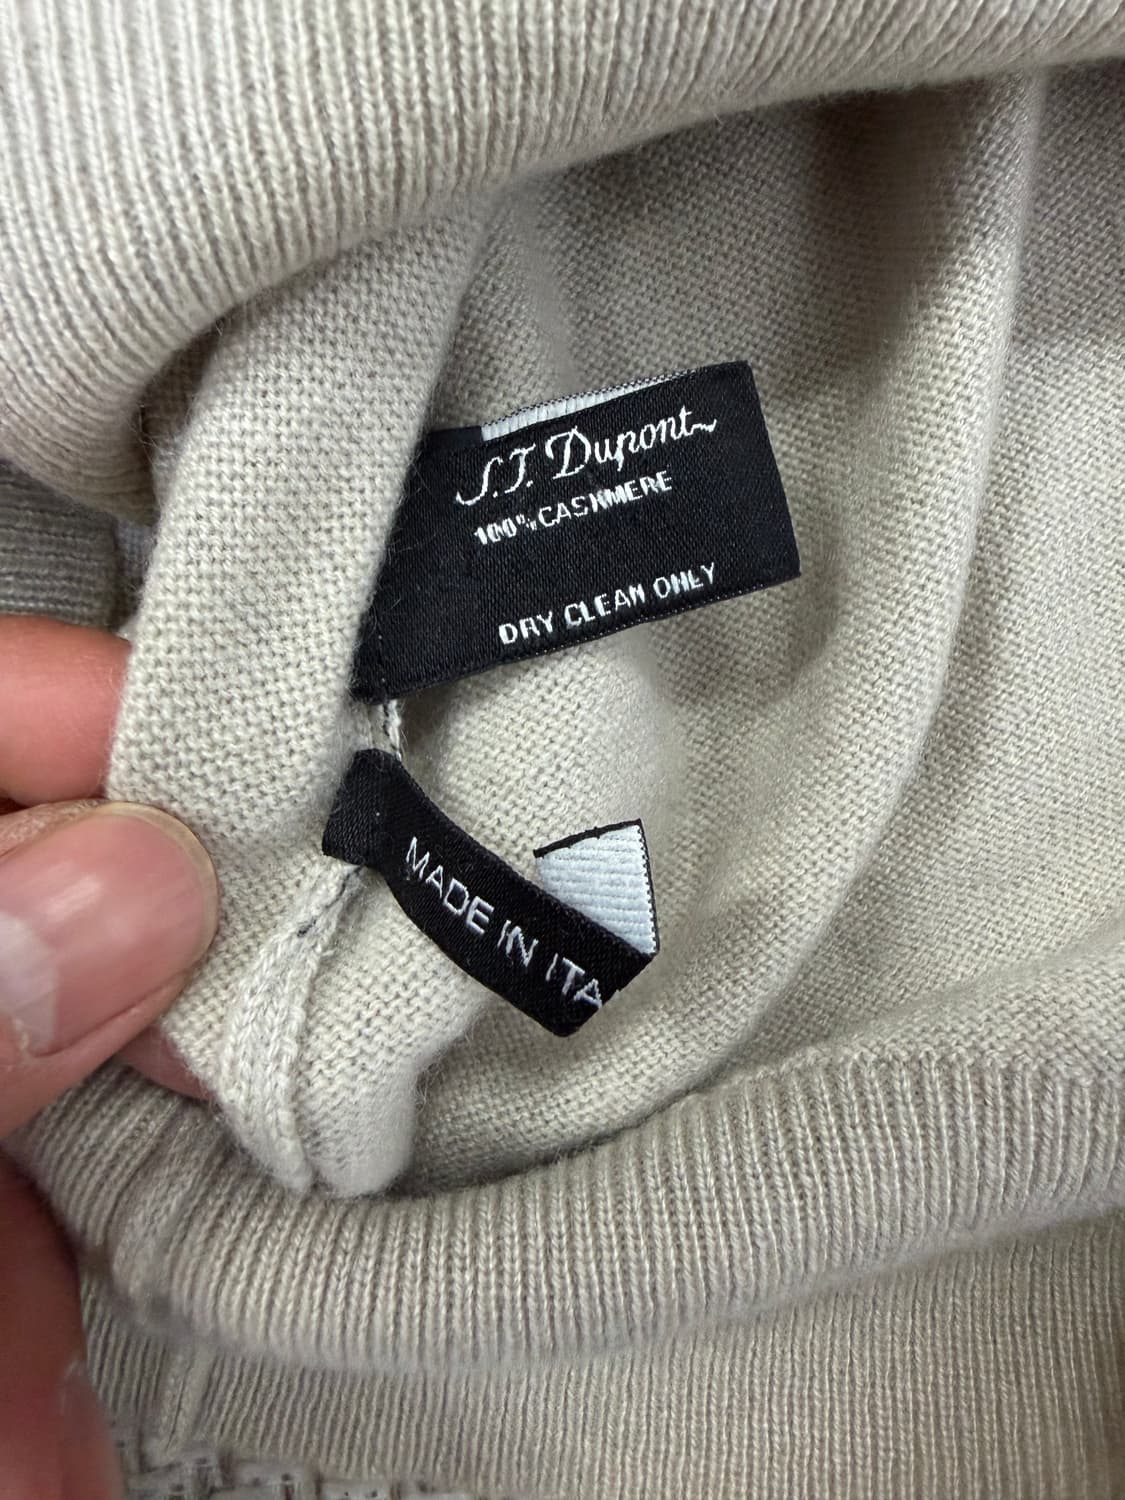 S.T. Dupont
100% CASHMERE
DRY CLEAN ONLY
MADE IN ITA